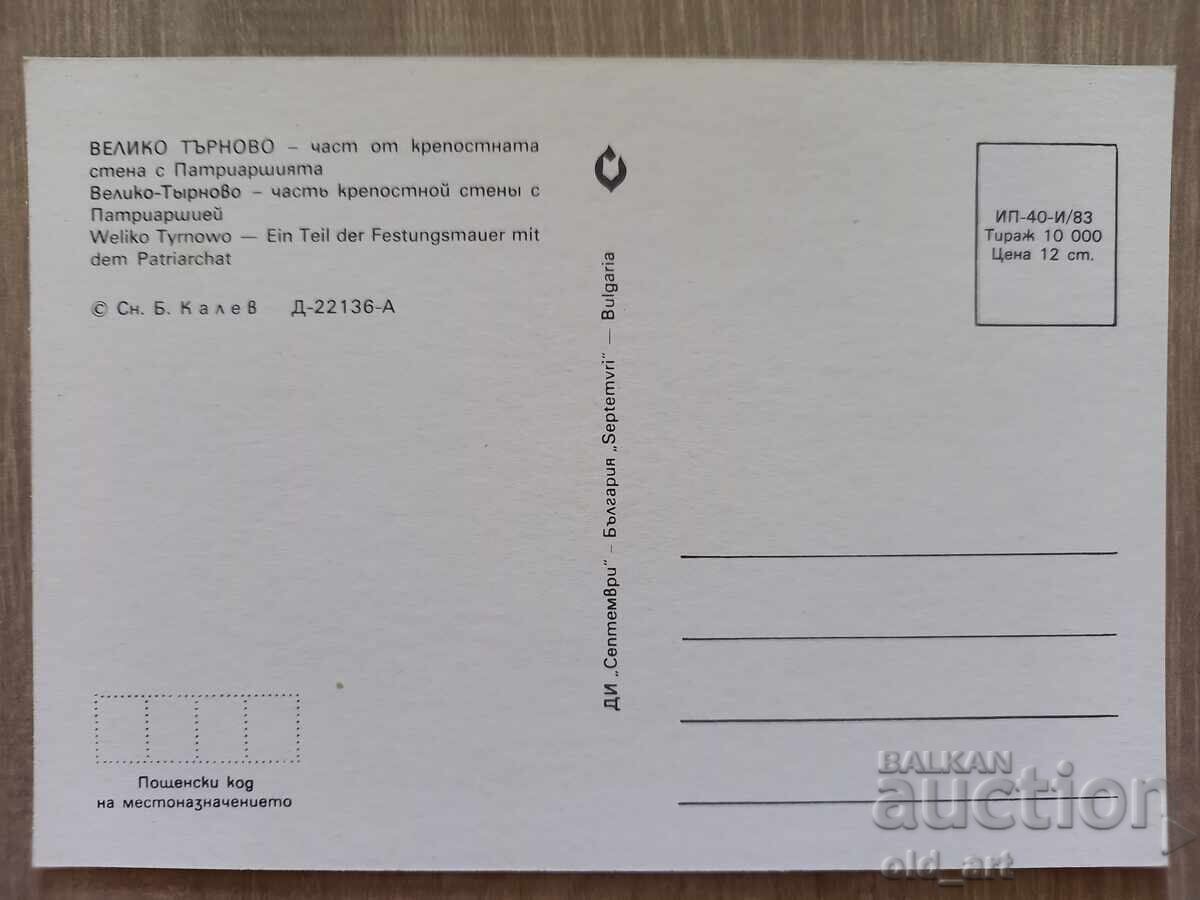 ВЕЛИКО ТЪРНОВО – част от крепостната
стена с Патриаршията
Велико-Тырново – часть крепостной стены с
Патриаршией
Weliko Tyrnowo — Ein Teil der Festungsmauer mit
dem Patriarchat
© Сн. Б. Калев Д-22136-А
Пощенски код
на местоназначението
ДИ „Септември“ – България „Septemvri“ — Bulgaria
ИП-40-И/83
Тираж 10 000
Цена 12 ст.
BALKAN
auction
old_art